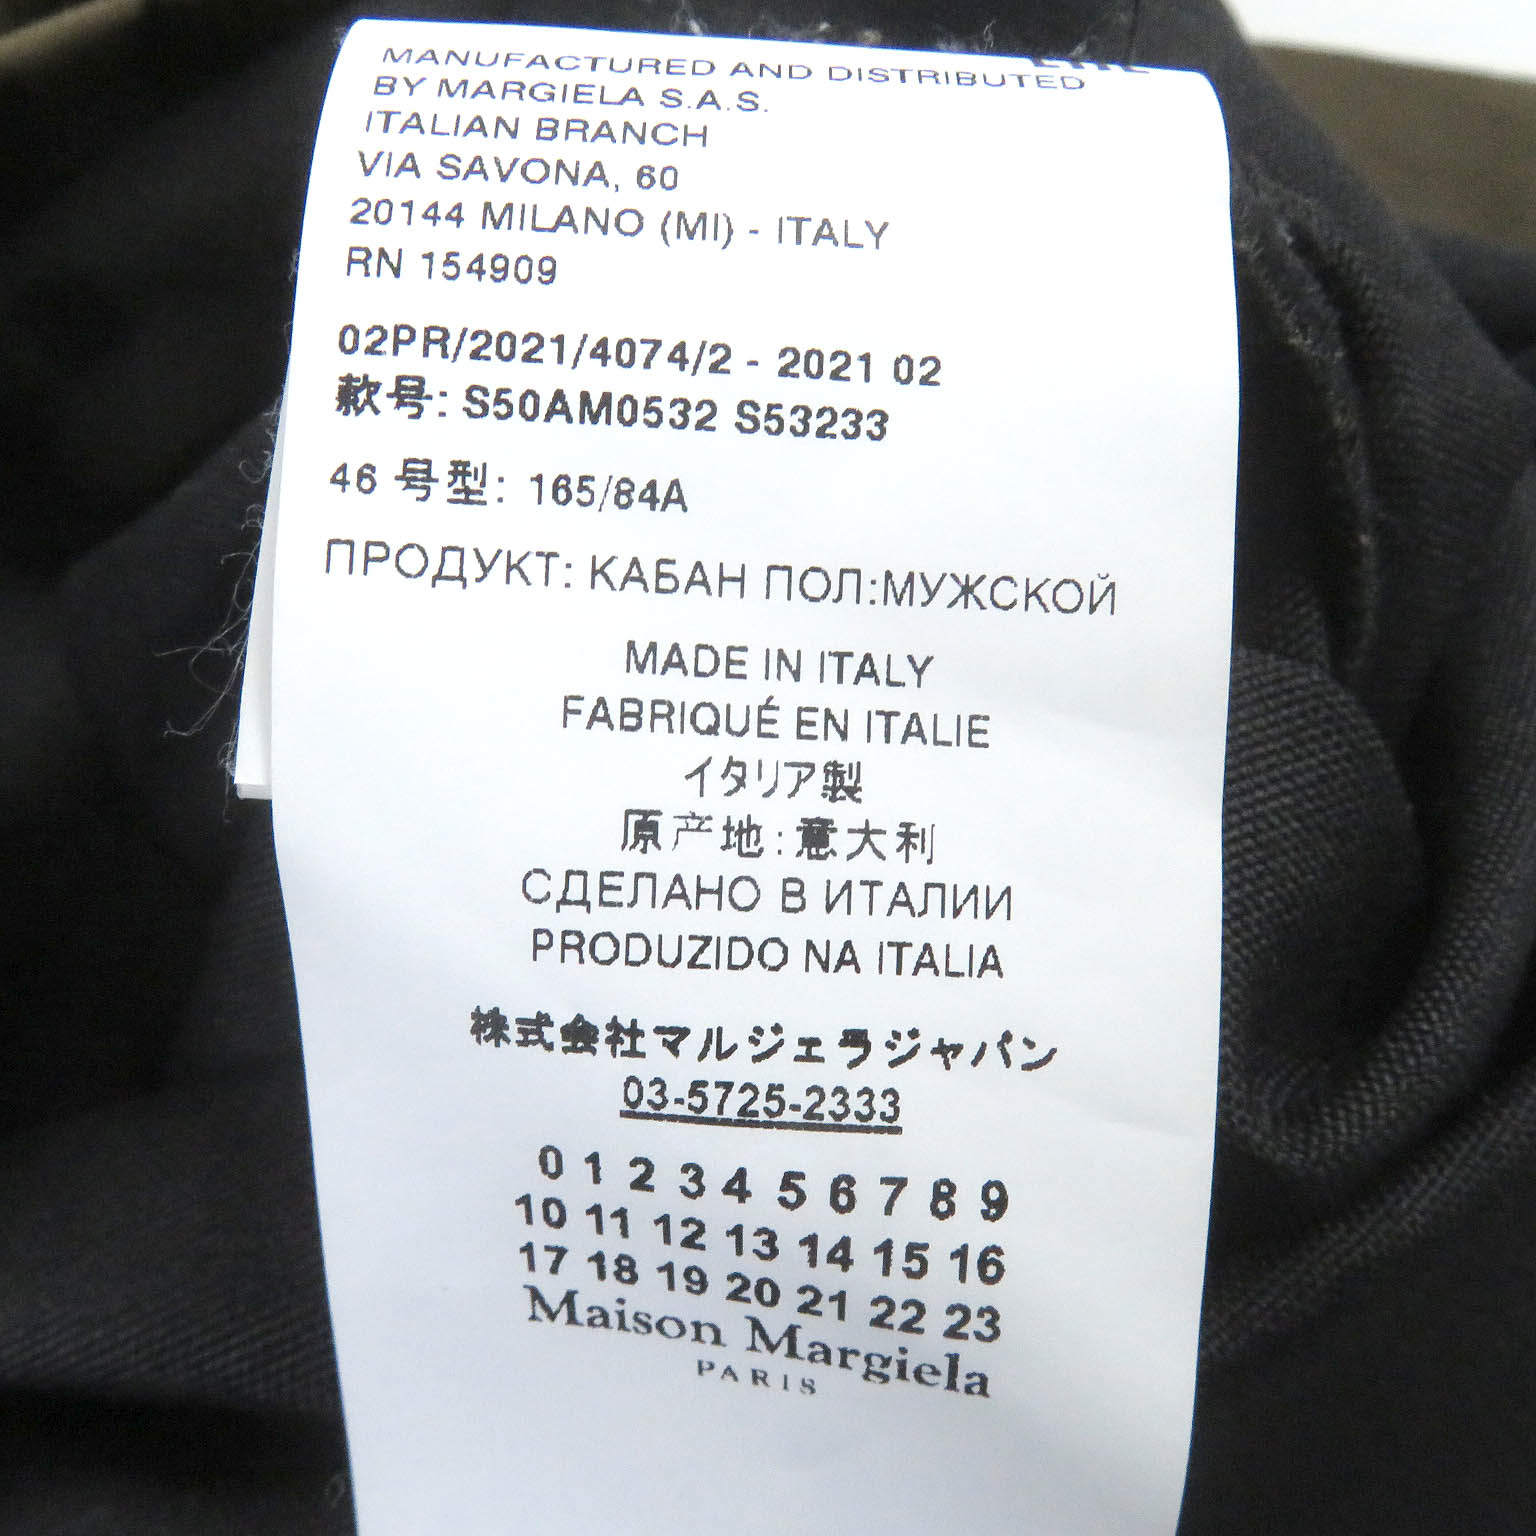 MANUFACTURED AND DISTRIBUTED
BY MARGIELA S.A.S.
ITALIAN BRANCH
VIA SAVONA, 60
20144 MILANO (MI) - ITALY
RN 154909
02PR/2021/4074/2 - 2021 02
款号: S50AM0532 S53233
46 号型: 165/84A
ПРОДУКТ: КАБАН ПОЛ:МУЖСКОЙ
MADE IN ITALY
FABRIQUÉ EN ITALIE
イタリア製
原产地:意大利
СДЕЛАНО В ИТАЛИИ
PRODUZIDO NA ITALIA
株式会社マルジェラジャパン
03-5725-2333
0 1 2 3 4 5 6 7 8 9
10 11 12 13 14 15 16
17 18 19 20 21 22 23
Maison Margiela
PARIS